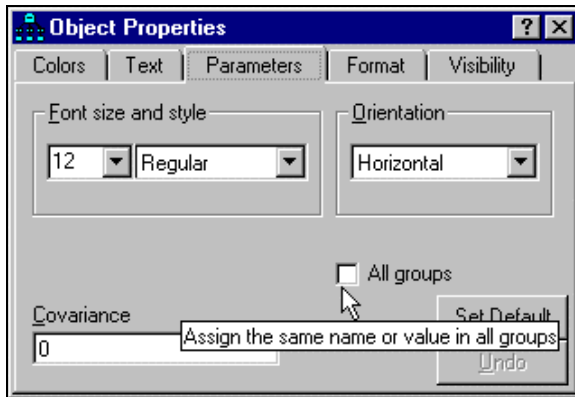 Object Properties
Colors Text Parameters Format Visibility
Font size and style Orientation
12 Regular Horizontal
All groups
Covariance Set Default
Assign the same name or value in all groups
0 Undo